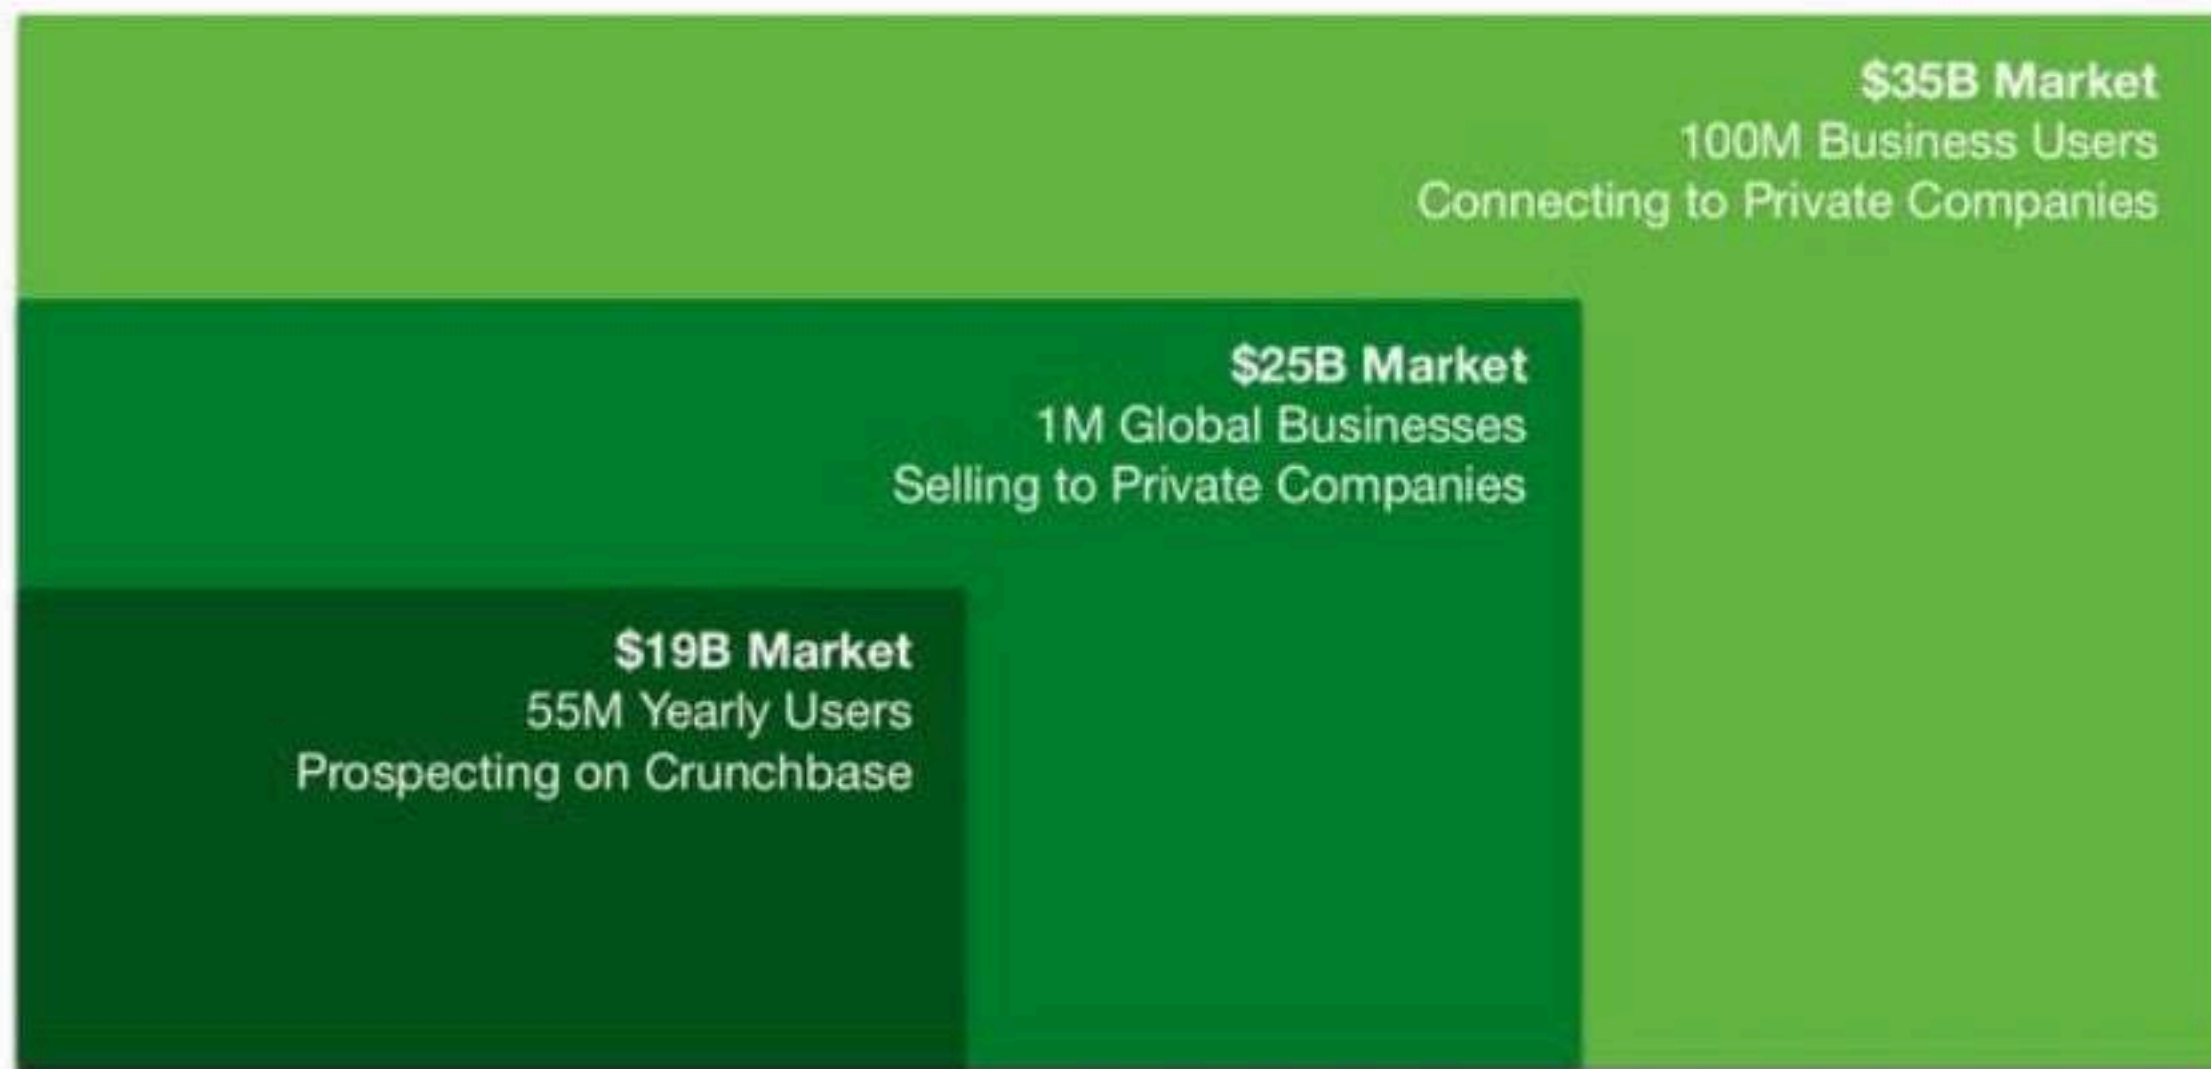 $35B Market
100M Business Users
Connecting to Private Companies
$25B Market
1M Global Businesses
Selling to Private Companies
$19B Market
55M Yearly Users
Prospecting on Crunchbase